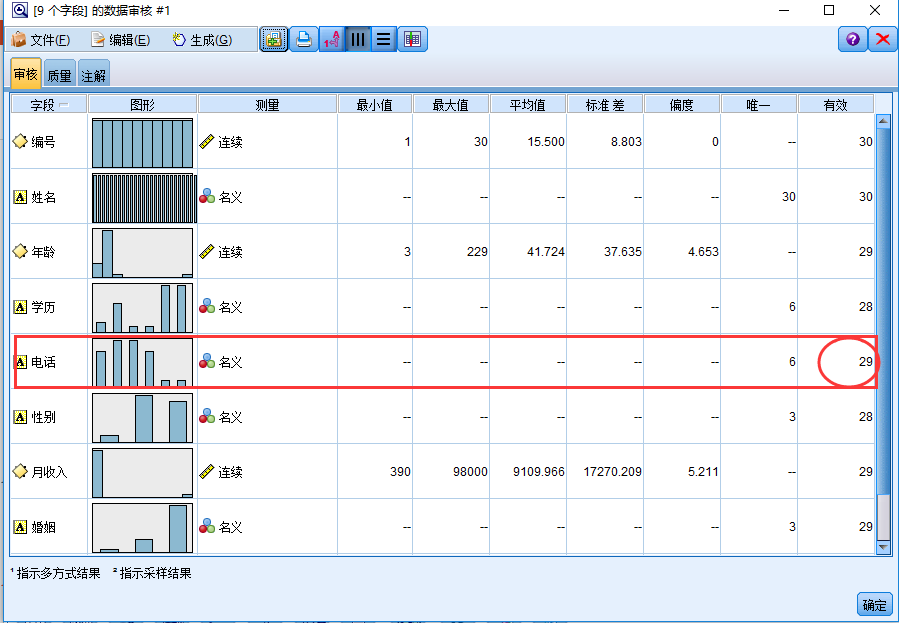 [9 个字段] 的数据审核 #1
文件(F) 编辑(E) 生成(G)
审核 质量 注解
字段 图形 测量 最小值 最大值 平均值 标准 差 偏度 唯一 有效
编号 连续 1 30 15.500 8.803 0 -- 30
A 姓名 名义 -- -- -- -- -- 30 30
年龄 连续 3 229 41.724 37.635 4.653 -- 29
A 学历 名义 -- -- -- -- -- 6 28
A 电话 名义 -- -- -- -- -- 6 29
A 性别 名义 -- -- -- -- -- 3 28
月收入 连续 390 98000 9109.966 17270.209 5.211 -- 29
A 婚姻 名义 -- -- -- -- -- 3 29
¹指示多方式结果 ²指示采样结果
确定